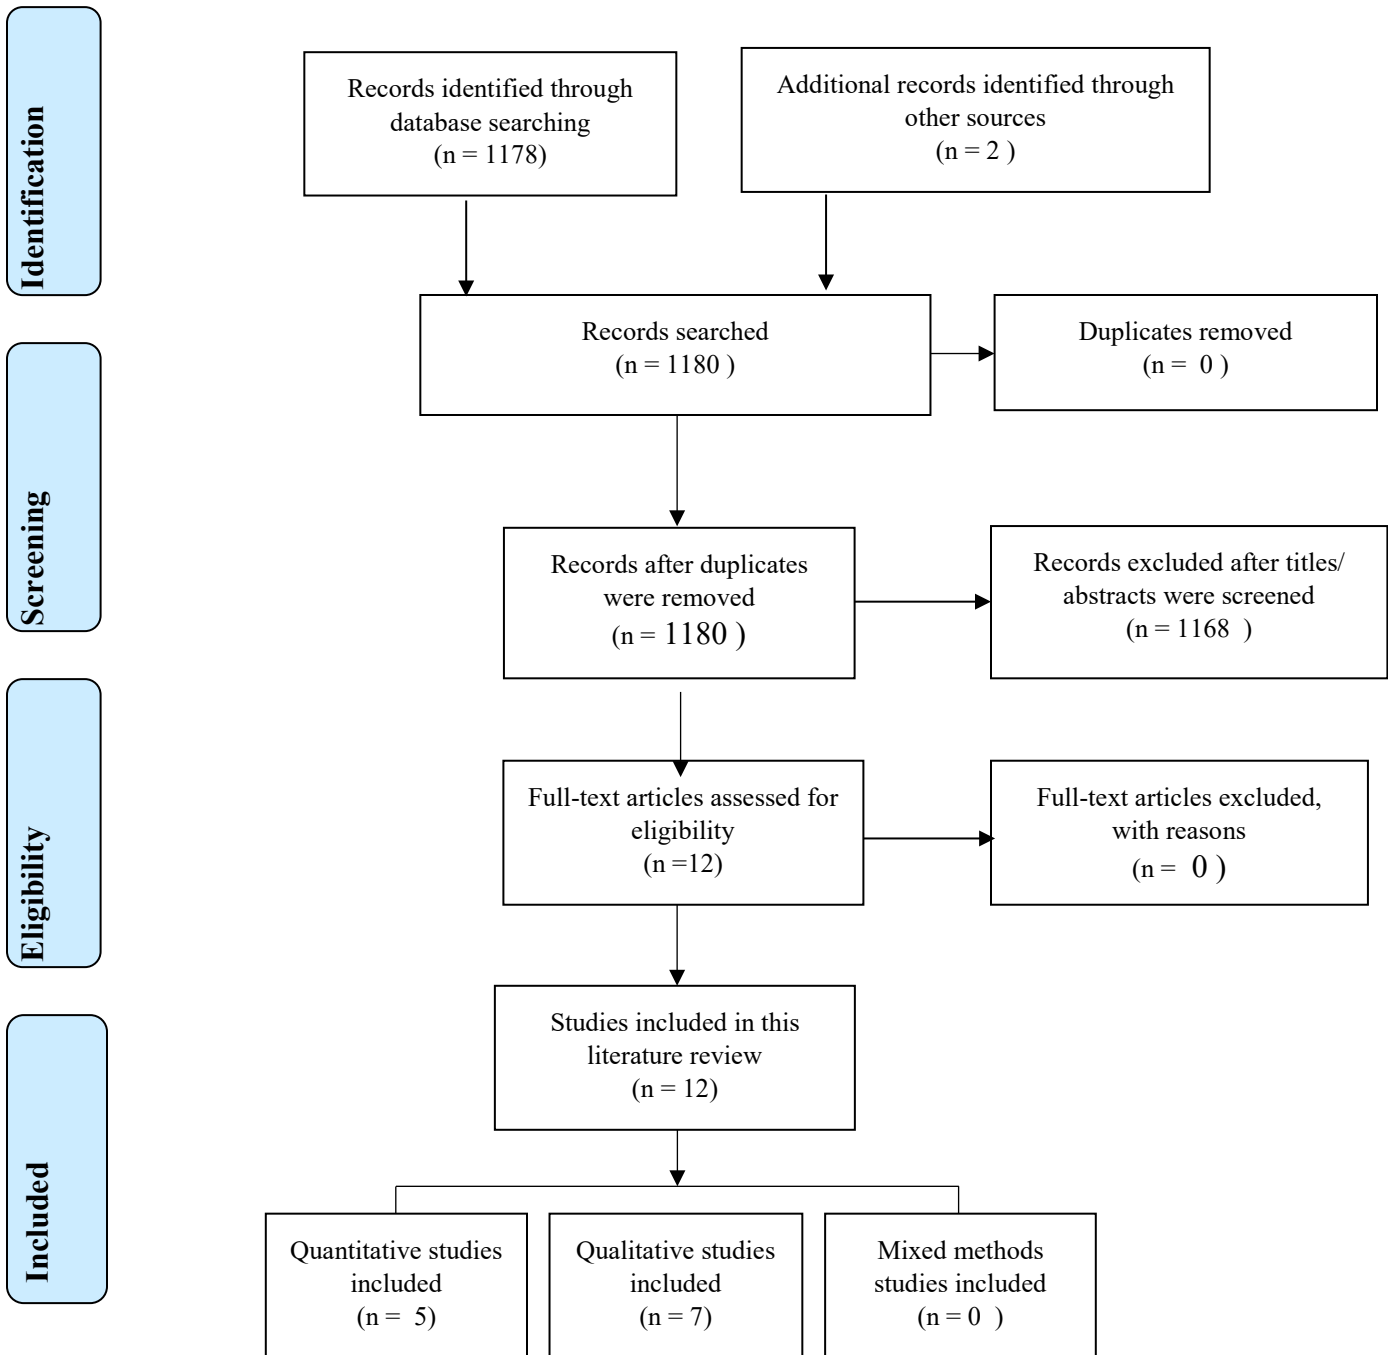 Identification
Records identified through
database searching
(n = 1178)
Additional records identified through
other sources
(n = 2 )
Records searched
(n = 1180 )
Duplicates removed
(n =  0 )
Screening
Records after duplicates
were removed
(n = 1180 )
Records excluded after titles/
abstracts were screened
(n = 1168  )
Eligibility
Full-text articles assessed for
eligibility
(n =12)
Full-text articles excluded,
with reasons
(n =  0 )
Included
Studies included in this
literature review
(n = 12)
Quantitative studies
included
(n =  5)
Qualitative studies
included
(n = 7)
Mixed methods
studies included
(n = 0  )